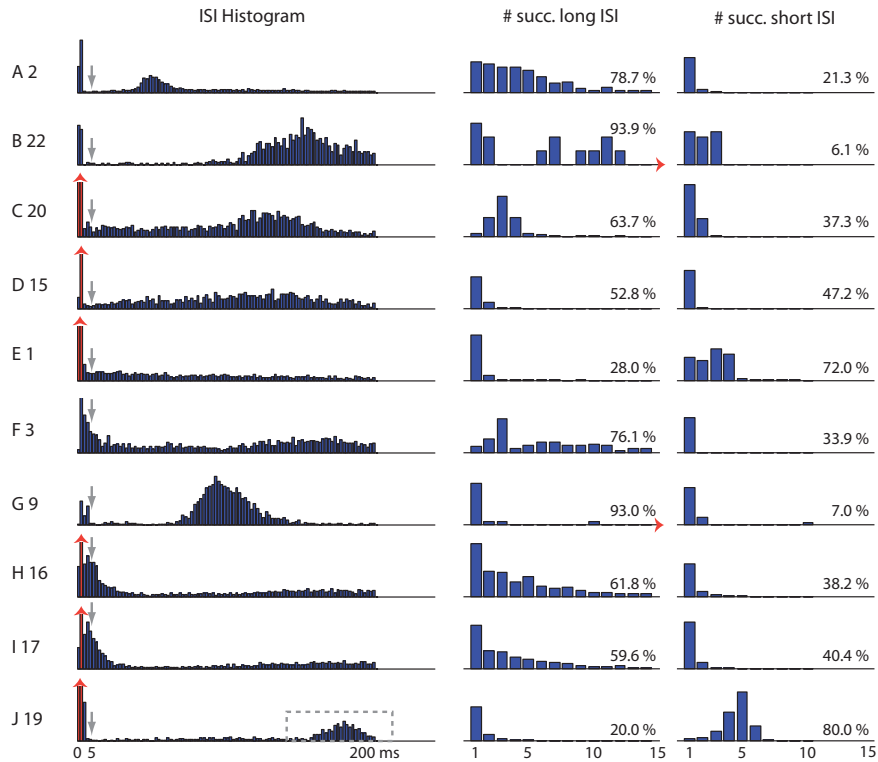 ISI Histogram # succ. long ISI # succ. short ISI
A 2 78.7 % 21.3 %
B 22 93.9 % 6.1 %
C 20 63.7 % 37.3 %
D 15 52.8 % 47.2 %
E 1 28.0 % 72.0 %
F 3 76.1 % 33.9 %
G 9 93.0 % 7.0 %
H 16 61.8 % 38.2 %
I 17 59.6 % 40.4 %
J 19 20.0 % 80.0 %
0 5 200 ms 1 5 10 15 1 5 10 15